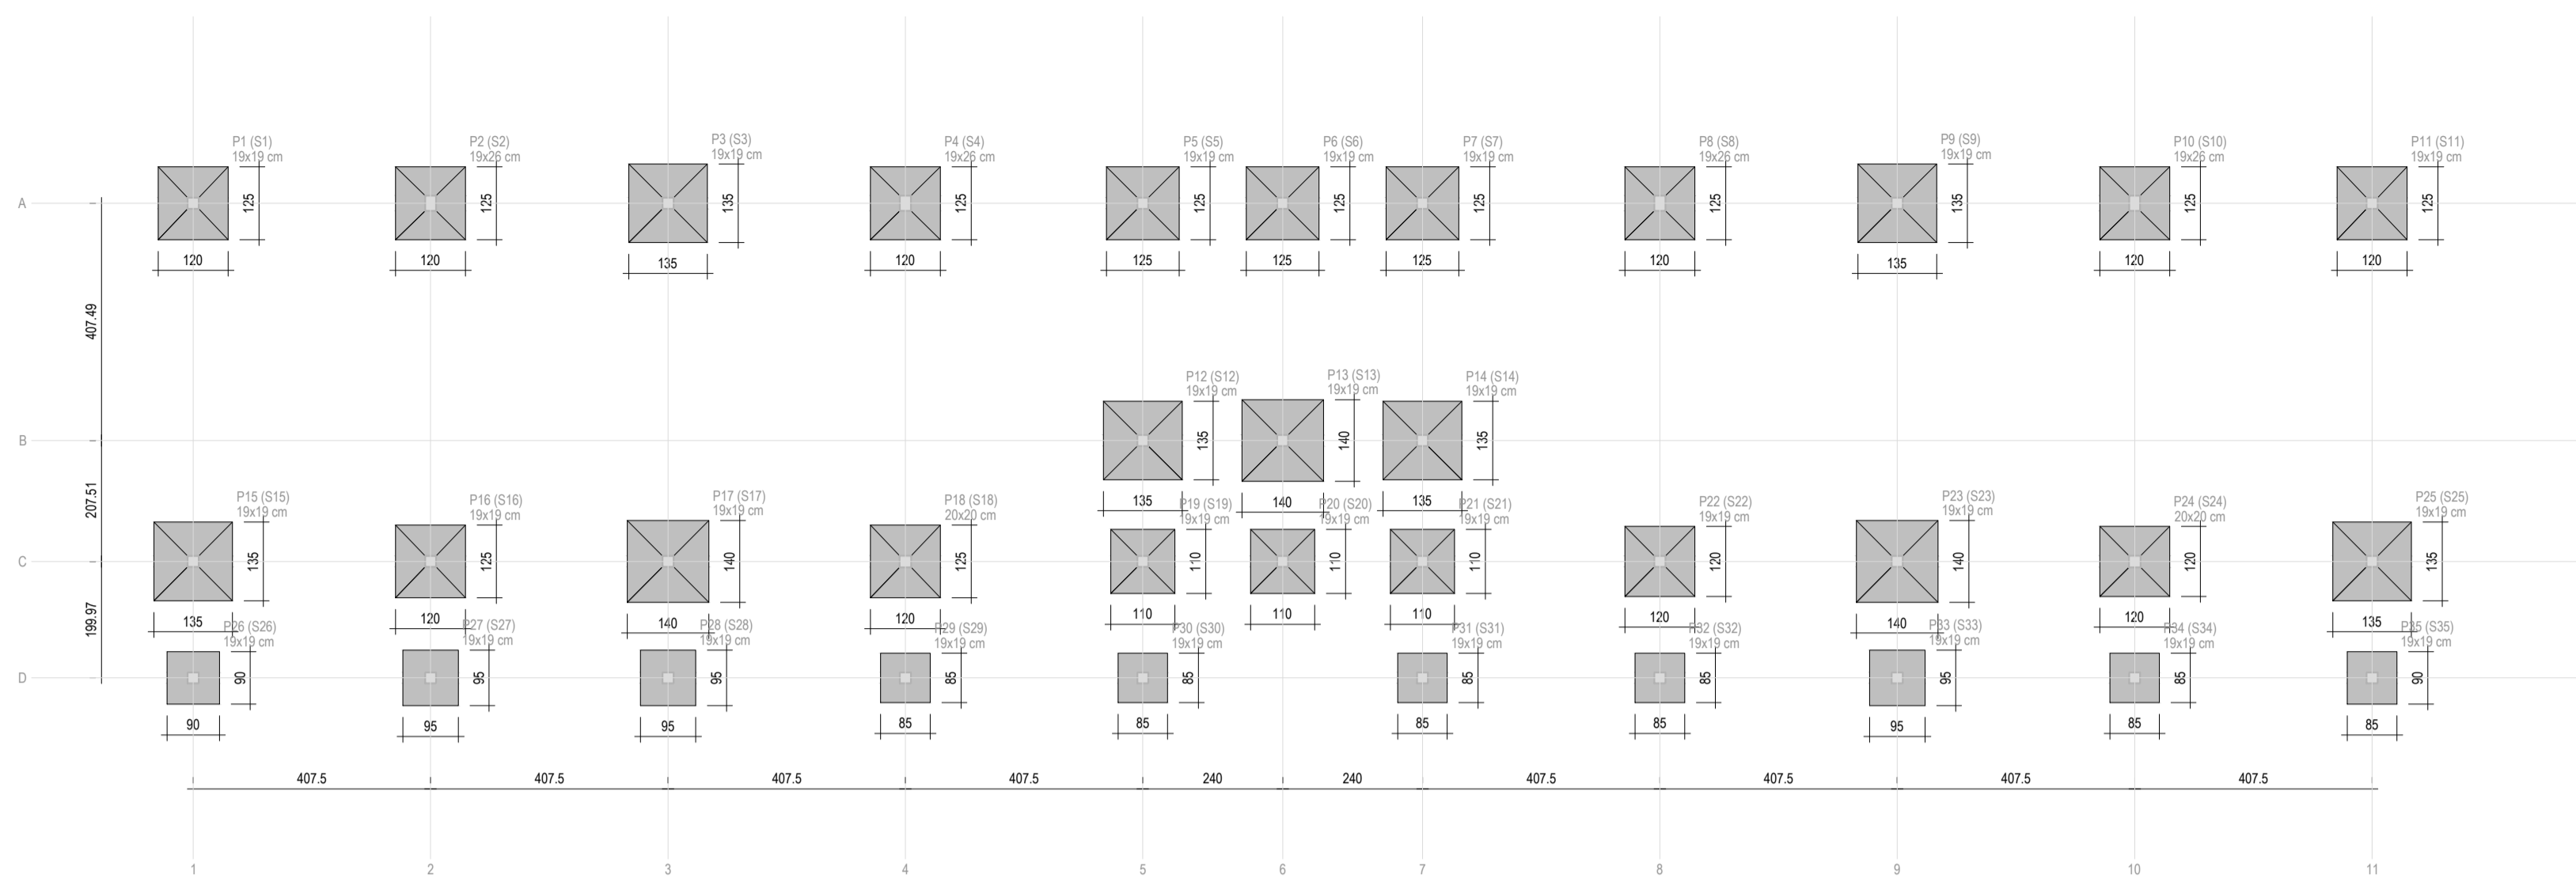 P1 (S1)
19x19 cm
P2 (S2)
19x26 cm
P3 (S3)
19x19 cm
P4 (S4)
19x26 cm
P5 (S5)
19x19 cm
P6 (S6)
19x19 cm
P7 (S7)
19x19 cm
P8 (S8)
19x26 cm
P9 (S9)
19x19 cm
P10 (S10)
19x26 cm
P11 (S11)
19x19 cm
A
125
125
135
125
125
125
125
125
135
125
125
120
120
135
120
125
125
125
120
135
120
120
407.49
P12 (S12)
19x19 cm
P13 (S13)
19x19 cm
P14 (S14)
19x19 cm
B
135
140
135
135
140
135
207.51
P15 (S15)
19x19 cm
P16 (S16)
19x19 cm
P17 (S17)
19x19 cm
P18 (S18)
20x20 cm
P19 (S19)
19x19 cm
P20 (S20)
19x19 cm
P21 (S21)
19x19 cm
P22 (S22)
19x19 cm
P23 (S23)
19x19 cm
P24 (S24)
20x20 cm
P25 (S25)
19x19 cm
C
135
125
140
125
110
110
110
120
140
120
135
135
120
140
120
110
110
110
120
140
120
135
199.97
P26 (S26)
19x19 cm
P27 (S27)
19x19 cm
P28 (S28)
19x19 cm
P29 (S29)
19x19 cm
P30 (S30)
19x19 cm
P31 (S31)
19x19 cm
P32 (S32)
19x19 cm
P33 (S33)
19x19 cm
P34 (S34)
19x19 cm
P35 (S35)
19x19 cm
D
90
95
95
85
85
85
85
95
85
90
90
95
95
85
85
85
85
95
85
85
407.5
407.5
407.5
407.5
240
240
407.5
407.5
407.5
407.5
1
2
3
4
5
6
7
8
9
10
11